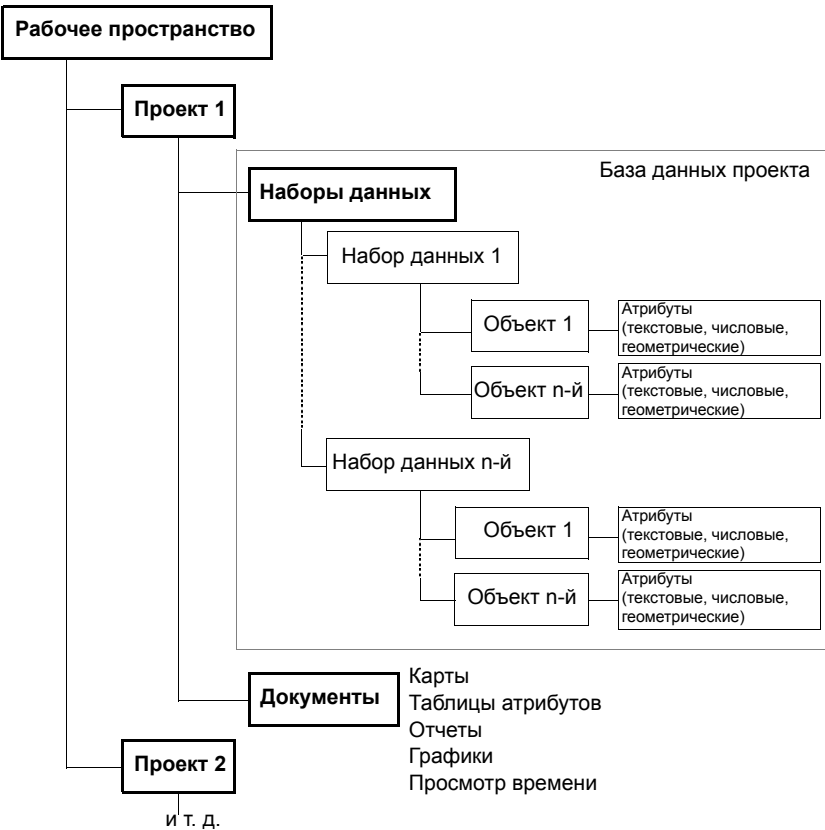 Рабочее пространство
Проект 1
База данных проекта
Наборы данных
Набор данных 1
Объект 1
Атрибуты
(текстовые, числовые,
геометрические)
Объект n-й
Атрибуты
(текстовые, числовые,
геометрические)
Набор данных n-й
Объект 1
Атрибуты
(текстовые, числовые,
геометрические)
Объект n-й
Атрибуты
(текстовые, числовые,
геометрические)
Документы
Карты
Таблицы атрибутов
Отчеты
Графики
Просмотр времени
Проект 2
и т. д.